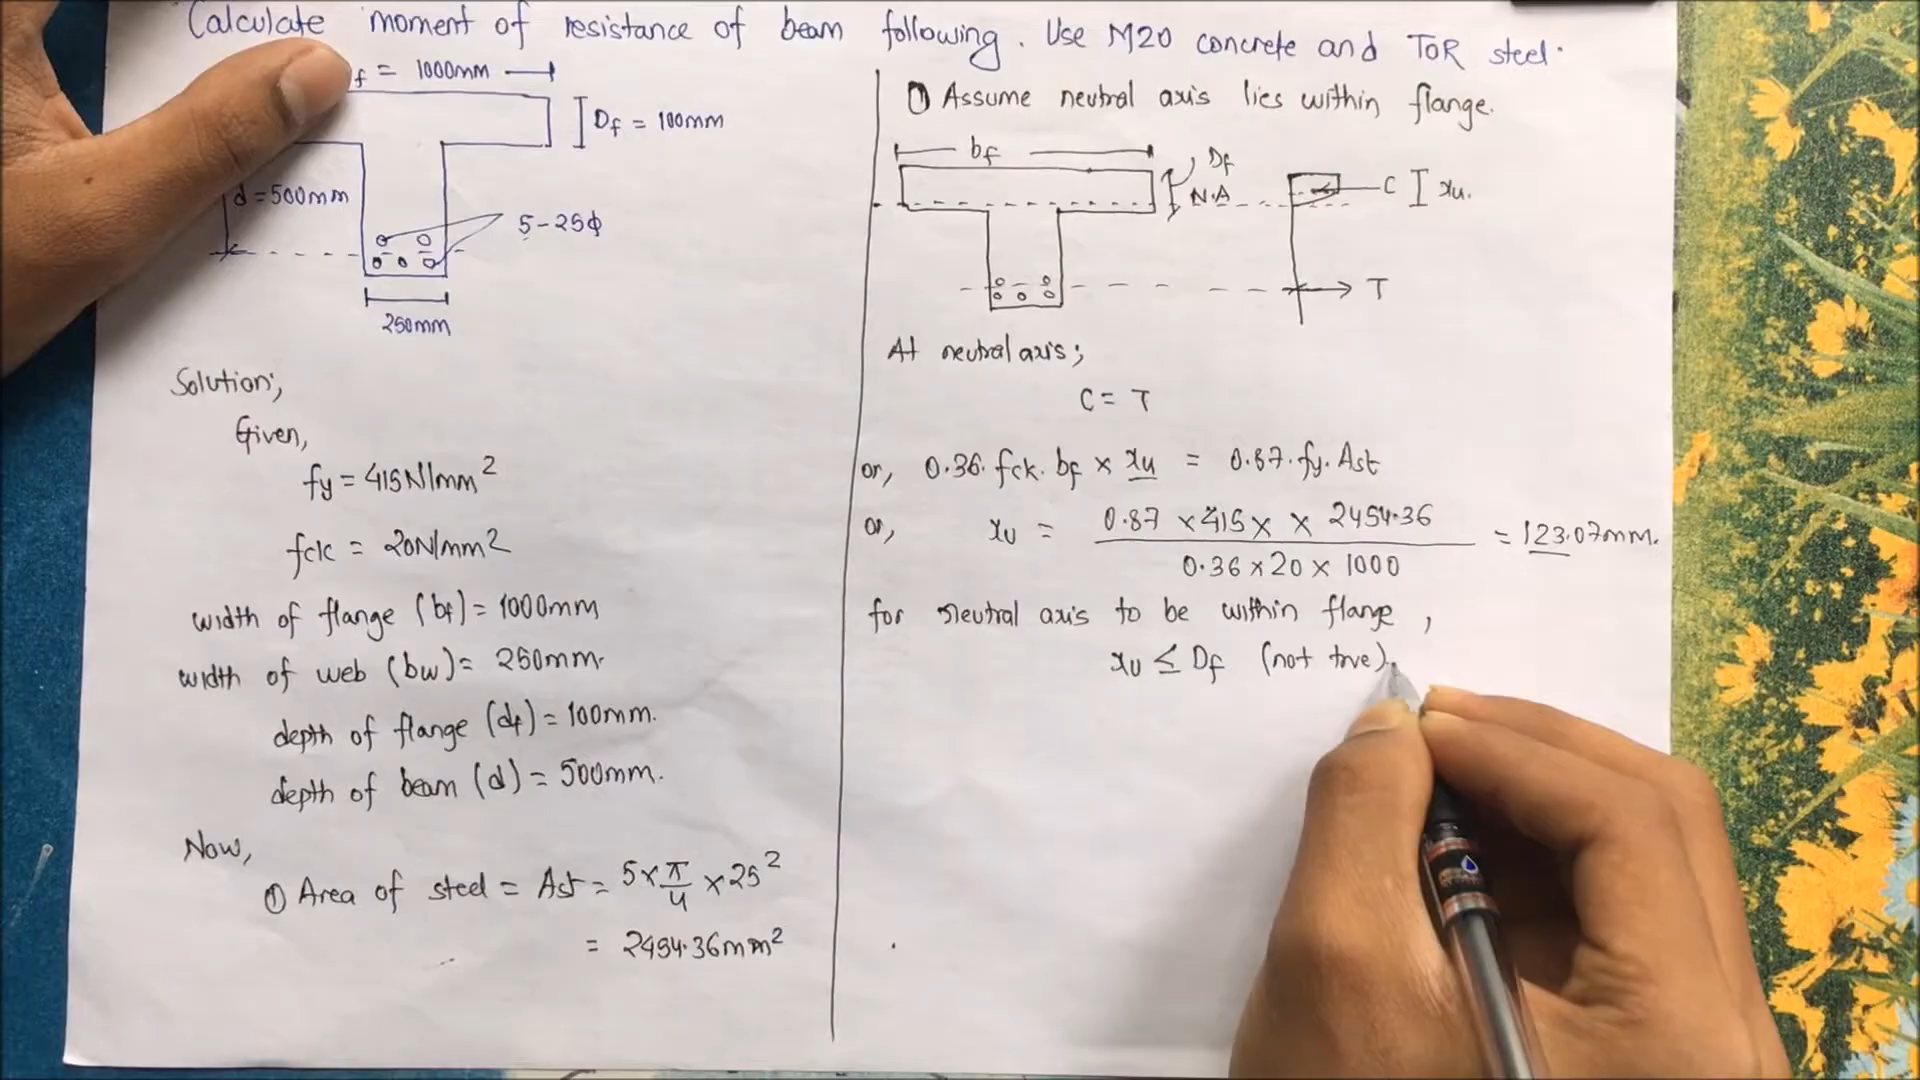 Calculate moment of resistance of beam following. Use M20 concrete and TOR steel.
f = 1000mm
Df = 100mm
d = 500mm
5-25ϕ
250mm
Solution;
Given,
fy = 415N/mm²
fck = 20N/mm²
width of flange (bf) = 1000mm
width of web (bw) = 250mm.
depth of flange (df) = 100mm.
depth of beam (d) = 500mm.
Now,
① Area of steel = Ast = 5 × π/4 × 25²
= 2454.36mm²
① Assume neutral axis lies within flange.
bf
Df
N.A
C
xu.
T
At neutral axis;
C = T
or, 0.36. fck. bf × xu = 0.87. fy. Ast
or, xu = 0.87 × 415 × × 2454.36 / 0.36 × 20 × 1000 = 123.07mm.
for neutral axis to be within flange,
xu ≤ Df (not true).